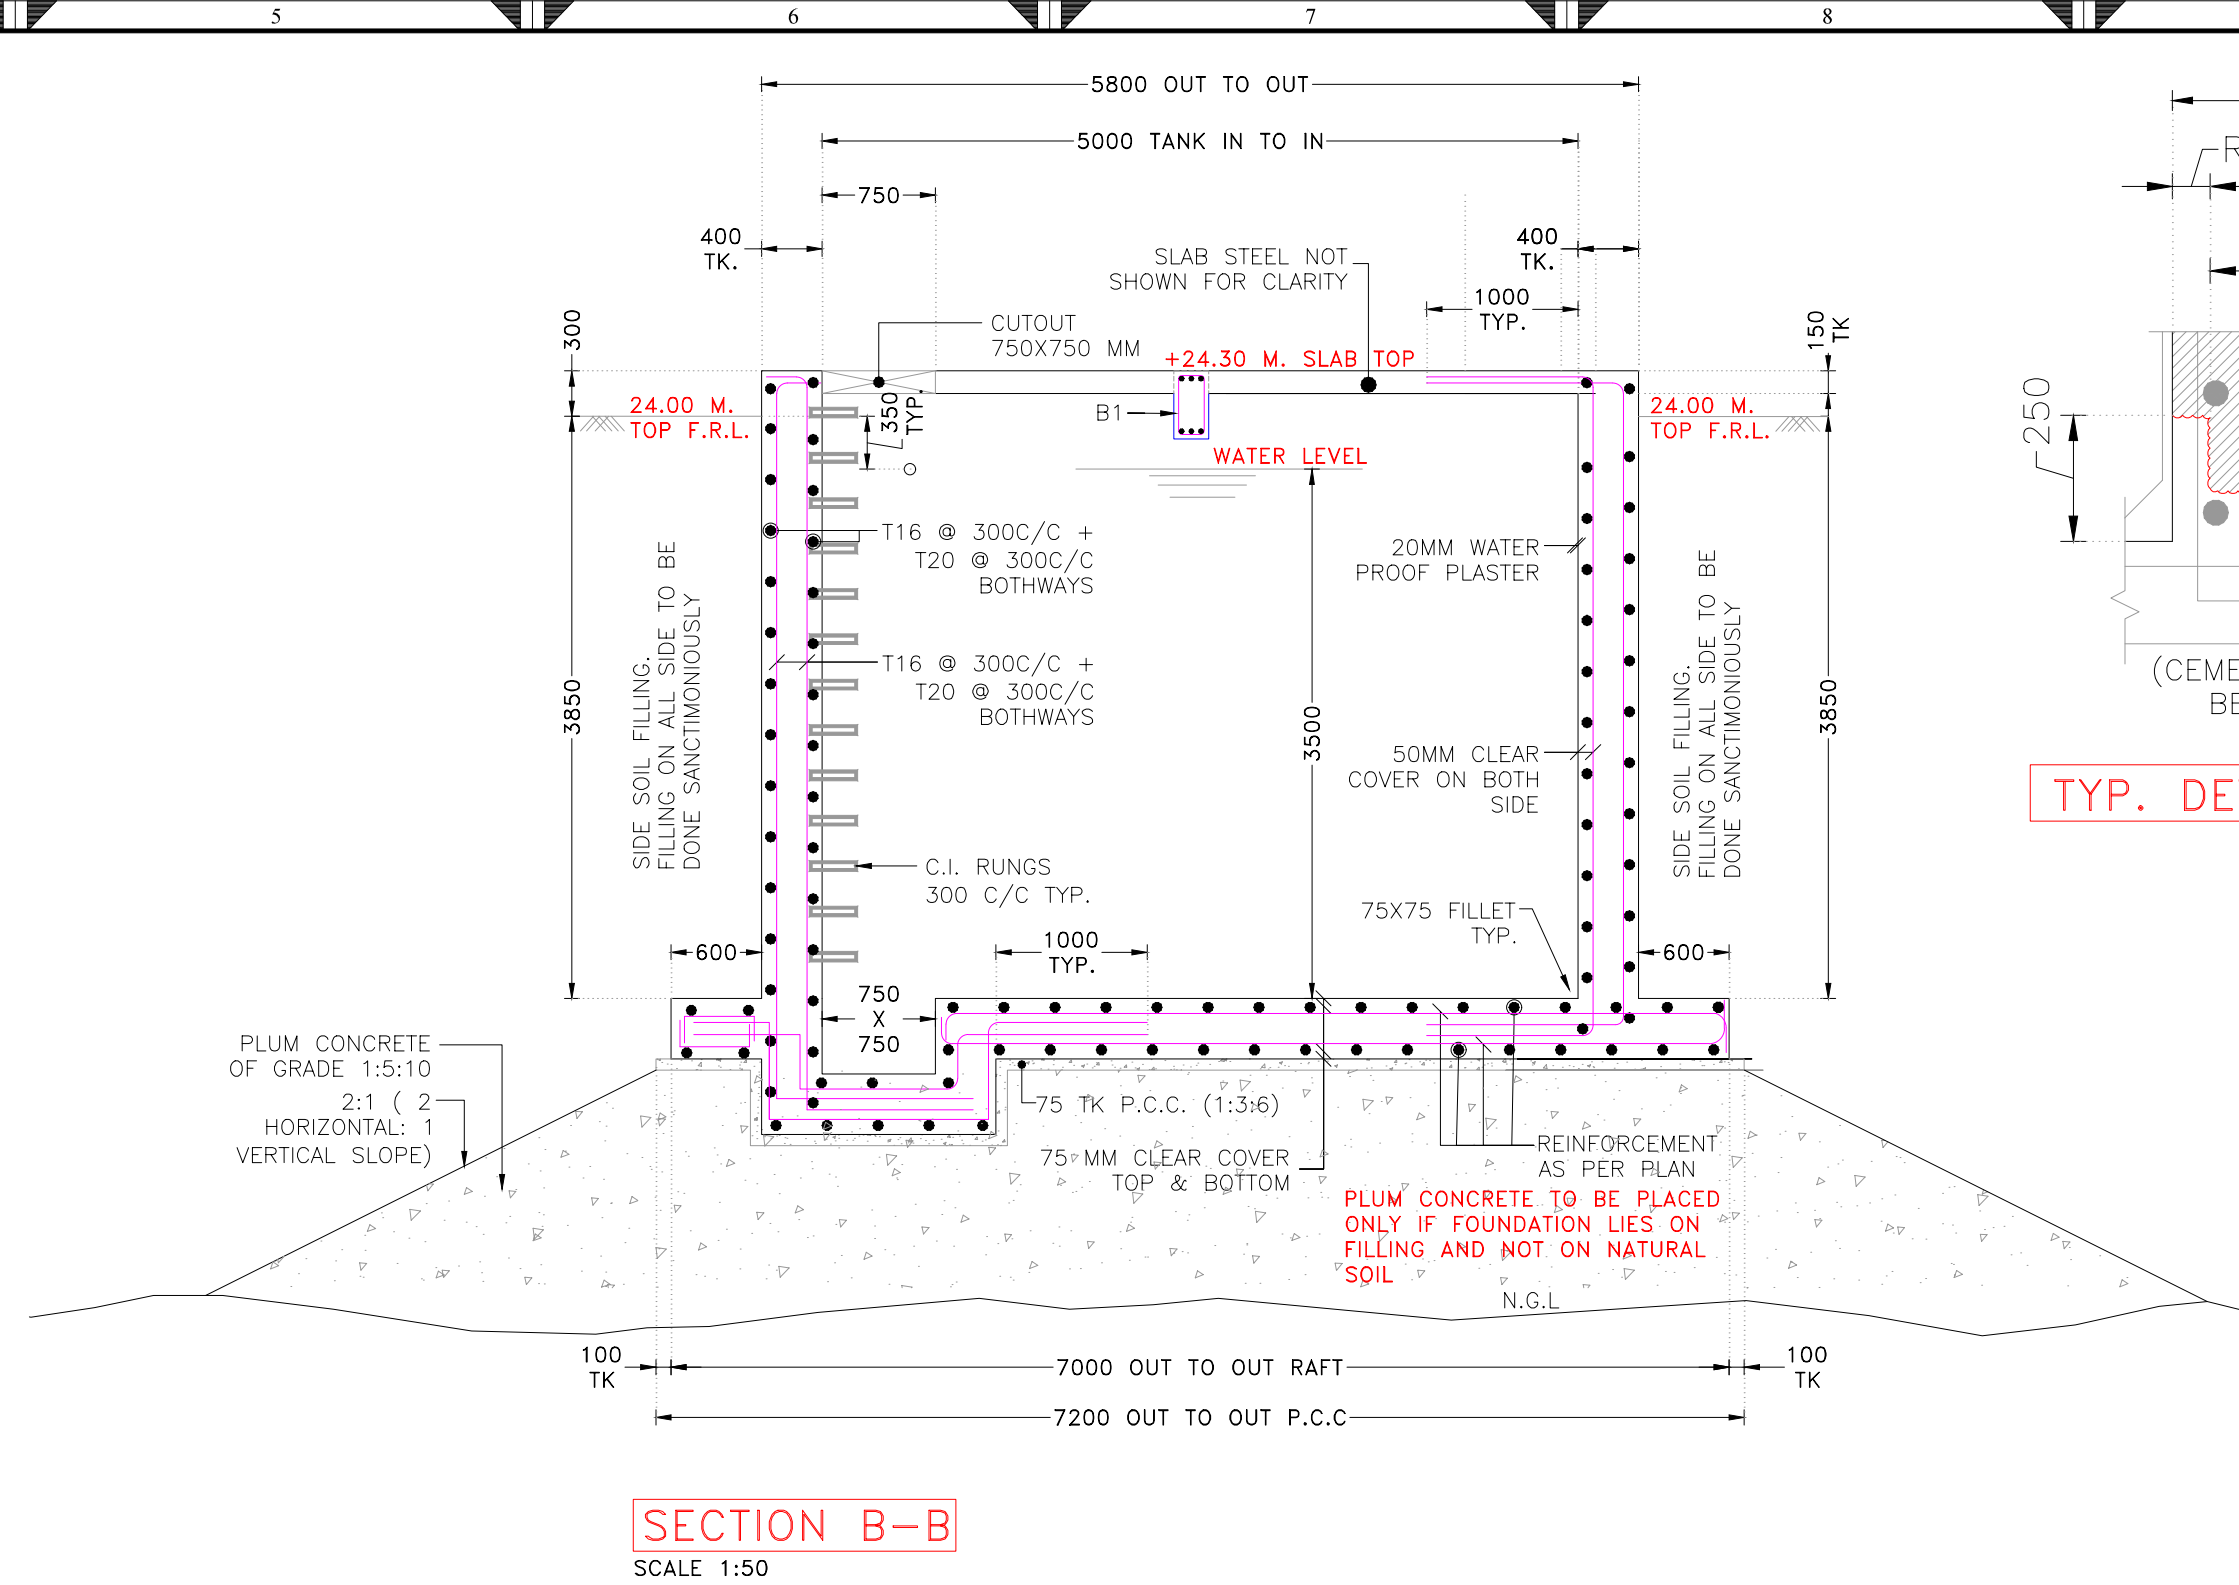 5
6
7
8
5800 OUT TO OUT
5000 TANK IN TO IN
750
400
TK.
SLAB STEEL NOT
SHOWN FOR CLARITY
400
TK.
1000
TYP.
300
CUTOUT
750X750 MM
+24.30 M. SLAB TOP
150
TK
24.00 M.
TOP F.R.L.
350
TYP.
B1
24.00 M.
TOP F.R.L.
WATER LEVEL
250
T16 @ 300C/C +
T20 @ 300C/C
BOTHWAYS
20MM WATER
PROOF PLASTER
SIDE SOIL FILLING.
FILLING ON ALL SIDE TO BE
DONE SANCTIMONIOUSLY
T16 @ 300C/C +
T20 @ 300C/C
BOTHWAYS
SIDE SOIL FILLING.
FILLING ON ALL SIDE TO BE
DONE SANCTIMONIOUSLY
3850
3500
3850
50MM CLEAR
COVER ON BOTH
SIDE
(CEME
BE
TYP. DE
C.I. RUNGS
300 C/C TYP.
75X75 FILLET
TYP.
600
1000
TYP.
600
750
X
750
PLUM CONCRETE
OF GRADE 1:5:10
2:1 ( 2
HORIZONTAL: 1
VERTICAL SLOPE)
75 TK P.C.C. (1:3:6)
75 MM CLEAR COVER
TOP & BOTTOM
REINFORCEMENT
AS PER PLAN
PLUM CONCRETE TO BE PLACED
ONLY IF FOUNDATION LIES ON
FILLING AND NOT ON NATURAL
SOIL
N.G.L
100
TK
7000 OUT TO OUT RAFT
100
TK
7200 OUT TO OUT P.C.C
SECTION B-B
SCALE 1:50